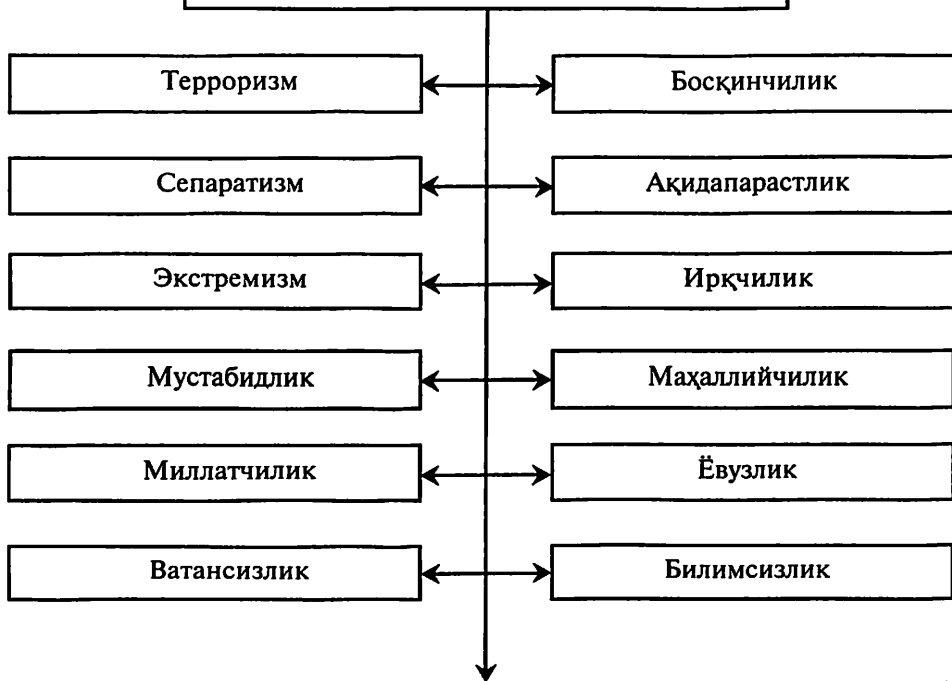 Терроризм
Босқинчилик
Сепаратизм
Ақидапарастлик
Экстремизм
Ирқчилик
Мустабидлик
Маҳаллийчилик
Миллатчилик
Ёвузлик
Ватансизлик
Билимсизлик